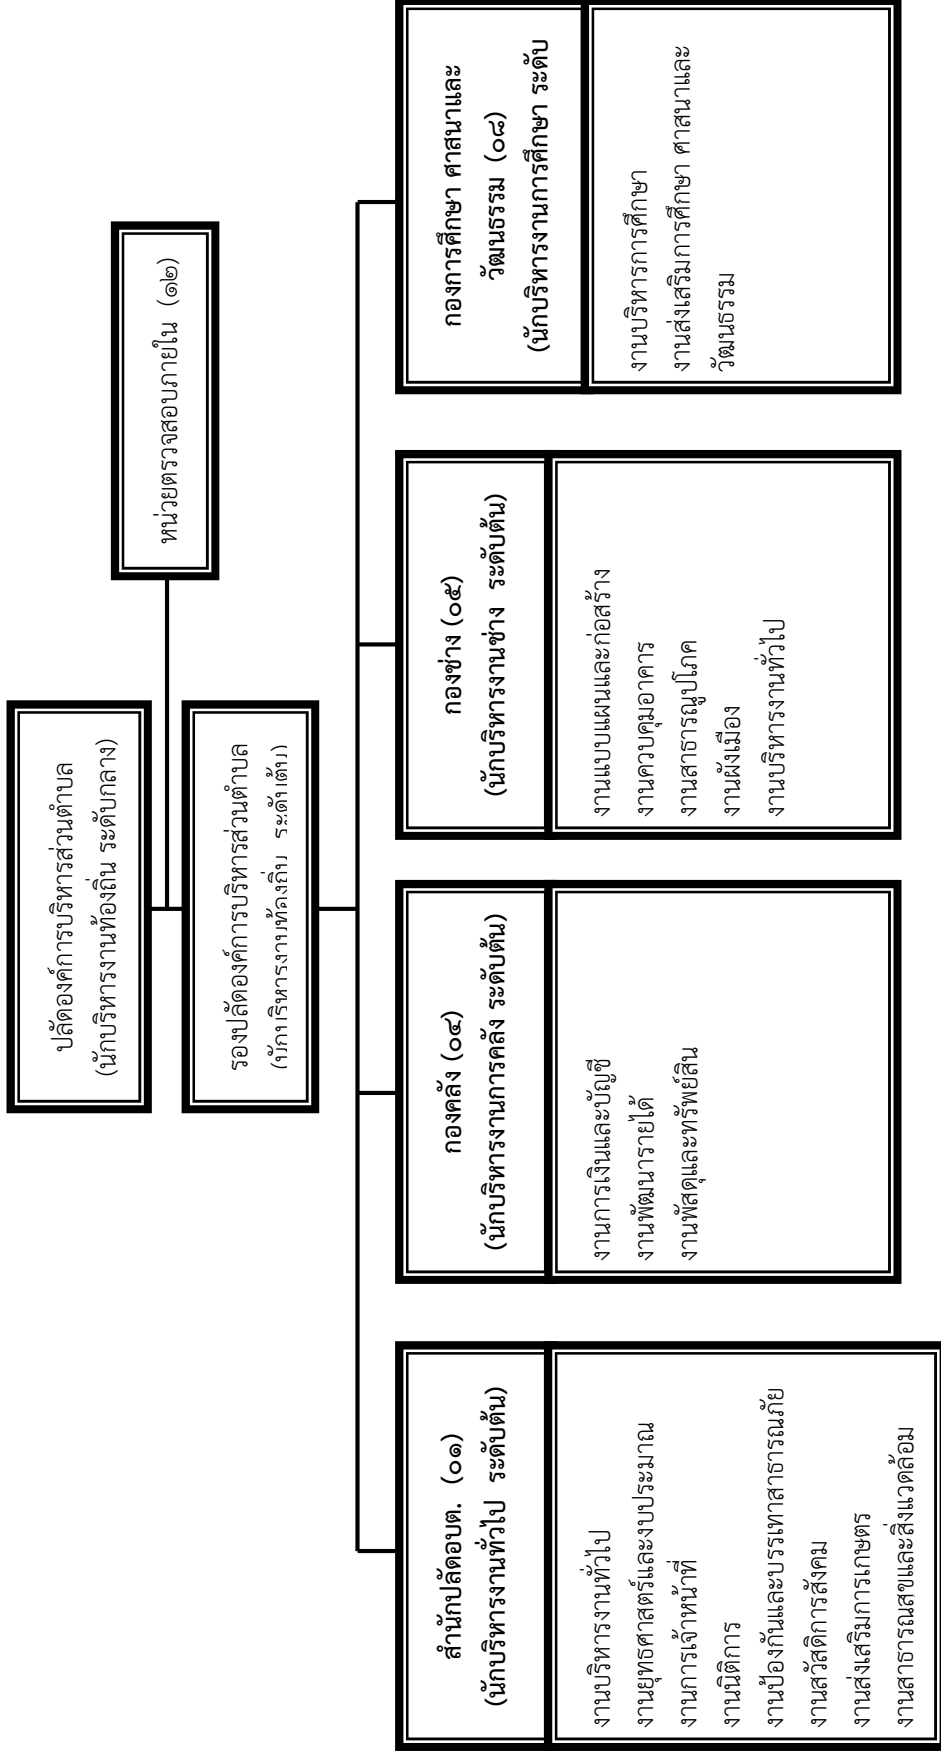 ปลัดองค์การบริหารส่วนตำบล
(นักบริหารงานท้องถิ่น ระดับกลาง)
หน่วยตรวจสอบภายใน (๑๒)
รองปลัดองค์การบริหารส่วนตำบล
(นักบริหารงานท้องถิ่น ระดับต้น)
สำนักปลัดอบต. (๐๑)
(นักบริหารงานทั่วไป ระดับต้น)
งานบริหารงานทั่วไป
งานยุทธศาสตร์และงบประมาณ
งานการเจ้าหน้าที่
งานนิติการ
งานป้องกันและบรรเทาสาธารณภัย
งานสวัสดิการสังคม
งานส่งเสริมการเกษตร
งานสาธารณสุขและสิ่งแวดล้อม
กองคลัง (๐๔)
(นักบริหารงานการคลัง ระดับต้น)
งานการเงินและบัญชี
งานพัฒนารายได้
งานพัสดุและทรัพย์สิน
กองช่าง (๐๕)
(นักบริหารงานช่าง ระดับต้น)
งานแบบแผนและก่อสร้าง
งานควบคุมอาคาร
งานสาธารณูปโภค
งานผังเมือง
งานบริหารงานทั่วไป
กองการศึกษา ศาสนาและ
วัฒนธรรม (๐๘)
(นักบริหารงานการศึกษา ระดับ
งานบริหารการศึกษา
งานส่งเสริมการศึกษา ศาสนาและ
วัฒนธรรม